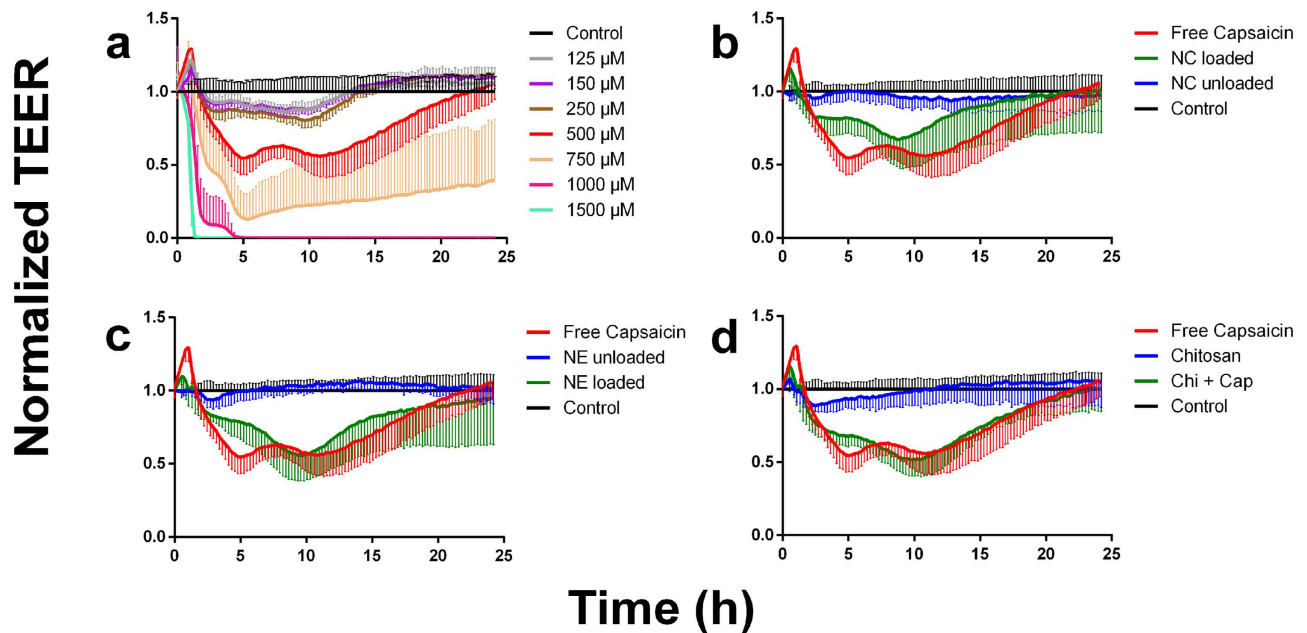 Normalized TEER
a
1.5
1.0
0.5
0.0
0 5 10 15 20 25
Control
125 µM
150 µM
250 µM
500 µM
750 µM
1000 µM
1500 µM
b
1.5
1.0
0.5
0.0
0 5 10 15 20 25
Free Capsaicin
NC loaded
NC unloaded
Control
c
1.5
1.0
0.5
0.0
0 5 10 15 20 25
Free Capsaicin
NE unloaded
NE loaded
Control
d
1.5
1.0
0.5
0.0
0 5 10 15 20 25
Free Capsaicin
Chitosan
Chi + Cap
Control
Time (h)